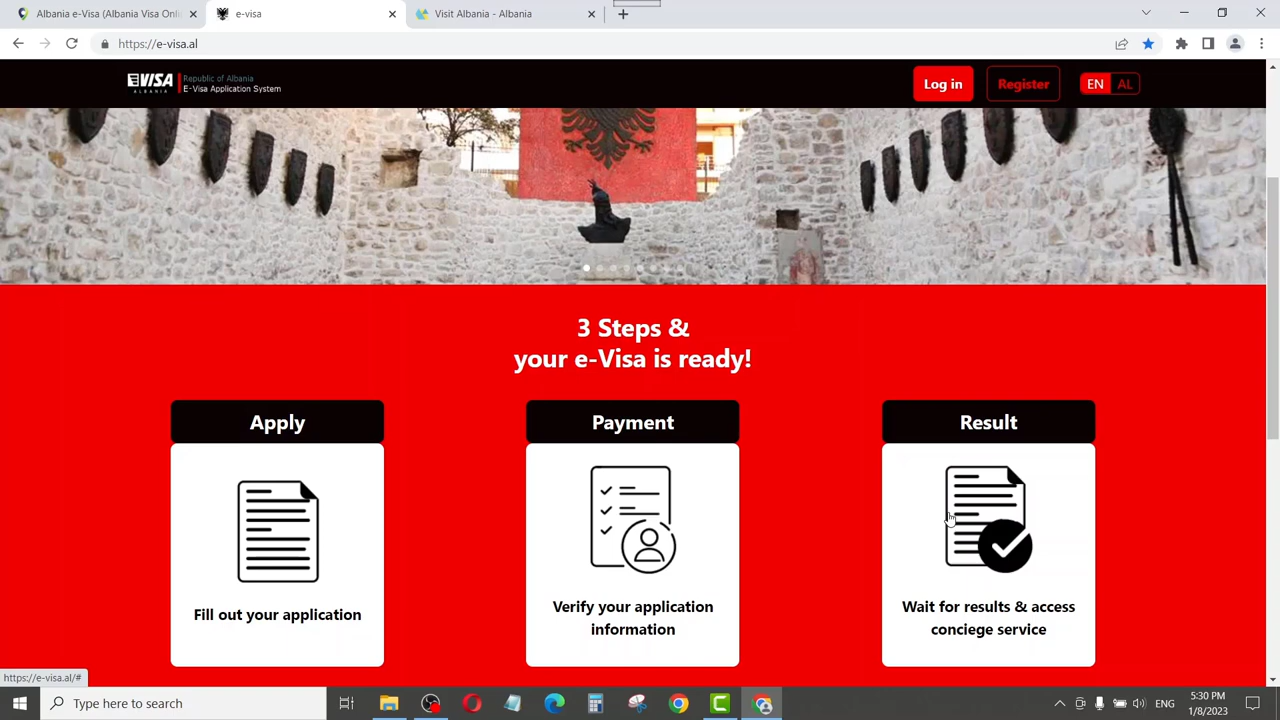 Albania e-Visa (Albania Visa Onli
e-visa
Visit Albania - Albania
https://e-visa.al
EVISA
ALBANIA
Republic of Albania
E-Visa Application System
Log in
Register
EN
AL
3 Steps &
your e-Visa is ready!
Apply
Payment
Result
Fill out your application
Verify your application
information
Wait for results & access
conciege service
https://e-visa.al/#
Type here to search
ENG
5:30 PM
1/8/2023